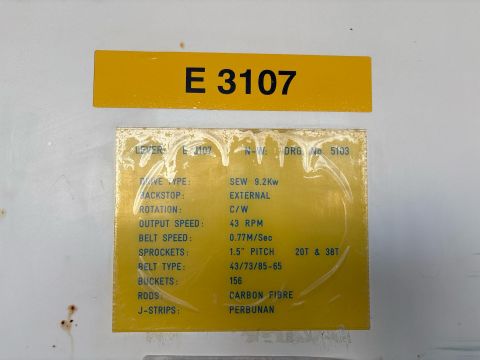 E 3107
LEVER: E 3107 N-W: DRG No 5103
DRIVE TYPE: SEW 9.2Kw
BACKSTOP: EXTERNAL
ROTATION: C/W
OUTPUT SPEED: 43 RPM
BELT SPEED: 0.77M/Sec
SPROCKETS: 1.5" PITCH 20T & 38T
BELT TYPE: 43/73/85-65
BUCKETS: 156
RODS: CARBON FIBRE
J-STRIPS: PERBUNAN